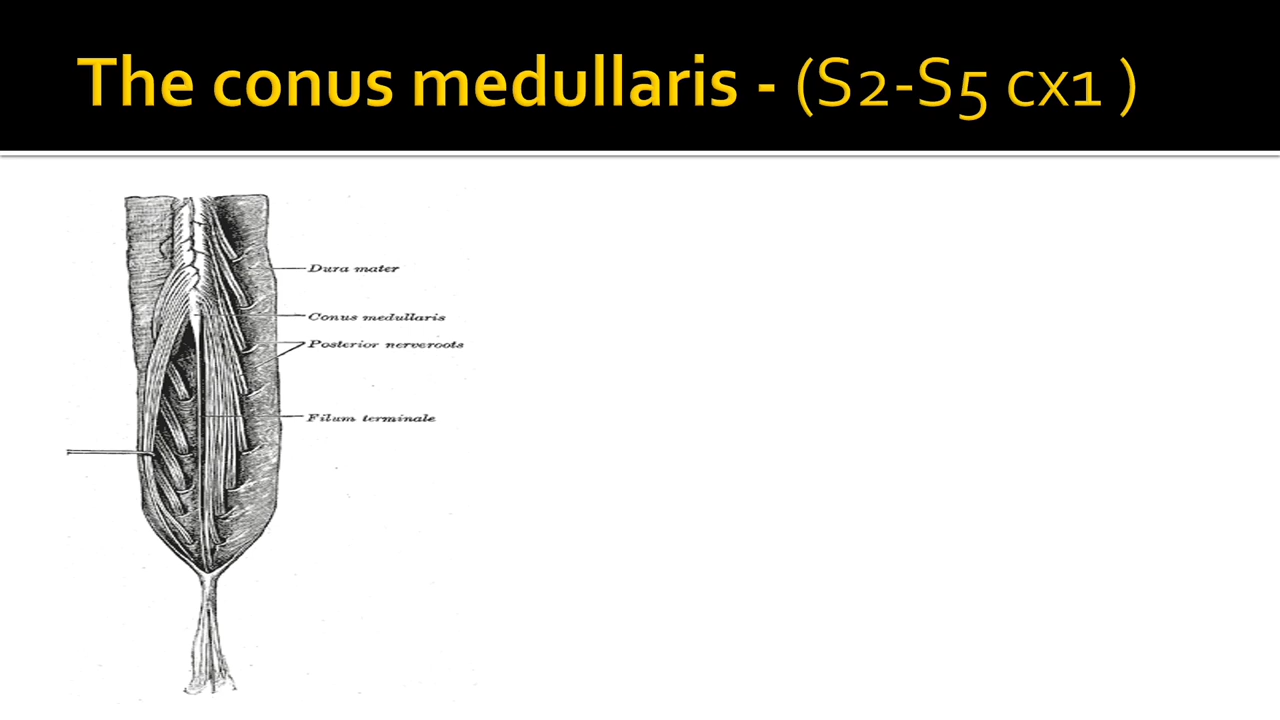 The conus medullaris - (S2-S5 cx1 )
Dura mater
Conus medullaris
Posterior nerveroots
Filum terminale